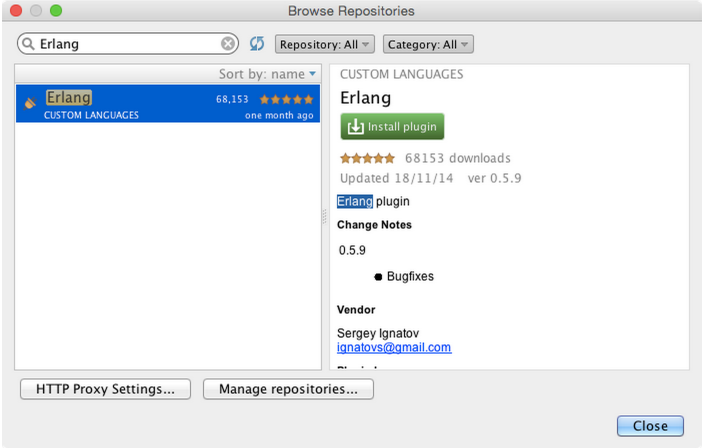 Browse Repositories
Erlang
Repository: All
Category: All
Sort by: name
Erlang 68,153
CUSTOM LANGUAGES one month ago
CUSTOM LANGUAGES
Erlang
Install plugin
68153 downloads
Updated 18/11/14 ver 0.5.9
Erlang plugin
Change Notes
0.5.9
Bugfixes
Vendor
Sergey Ignatov
ignatovs@gmail.com
HTTP Proxy Settings...
Manage repositories...
Close